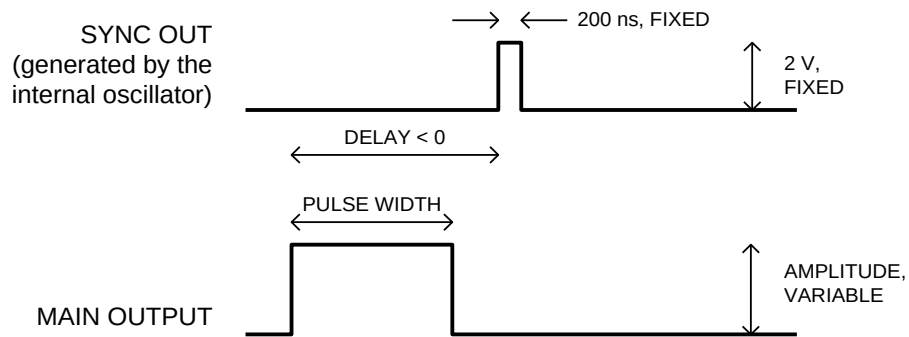 200 ns, FIXED
SYNC OUT
(generated by the
internal oscillator)
2 V,
FIXED
DELAY < 0
PULSE WIDTH
AMPLITUDE,
VARIABLE
MAIN OUTPUT